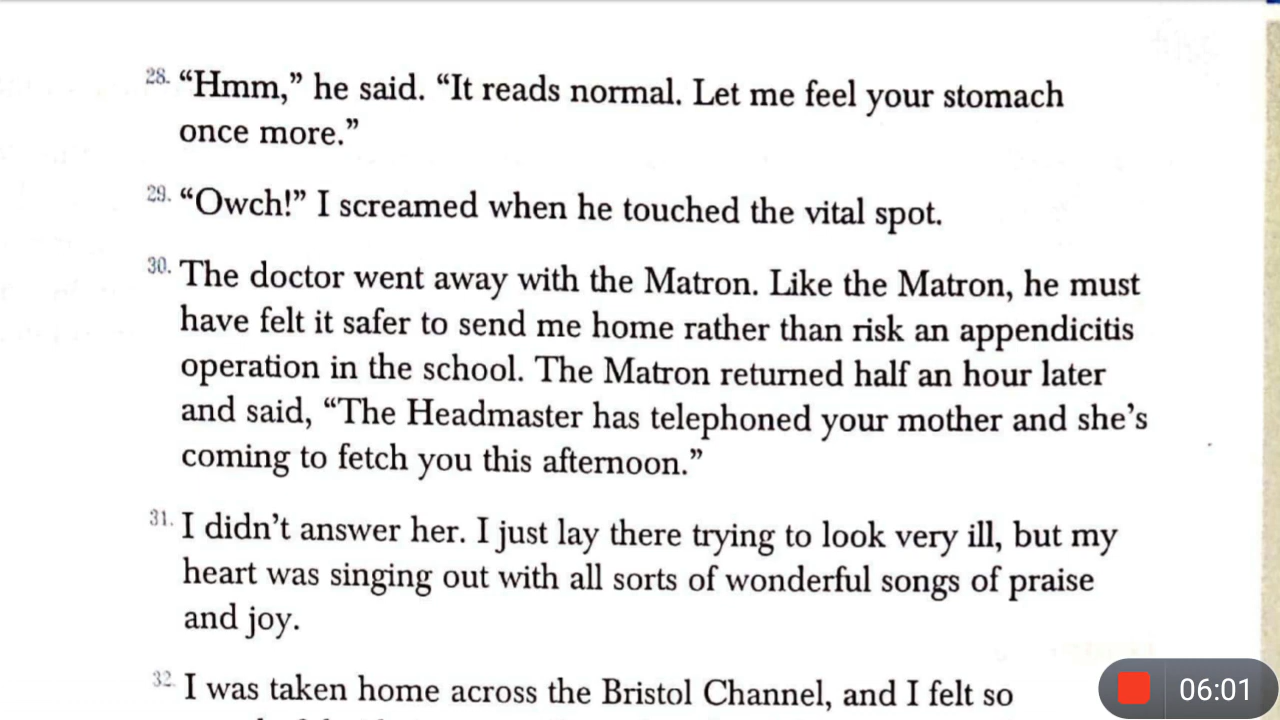 28. “Hmm,” he said. “It reads normal. Let me feel your stomach
once more.”
29. “Owch!” I screamed when he touched the vital spot.
30. The doctor went away with the Matron. Like the Matron, he must
have felt it safer to send me home rather than risk an appendicitis
operation in the school. The Matron returned half an hour later
and said, “The Headmaster has telephoned your mother and she’s
coming to fetch you this afternoon.”
31. I didn’t answer her. I just lay there trying to look very ill, but my
heart was singing out with all sorts of wonderful songs of praise
and joy.
32. I was taken home across the Bristol Channel, and I felt so
06:01